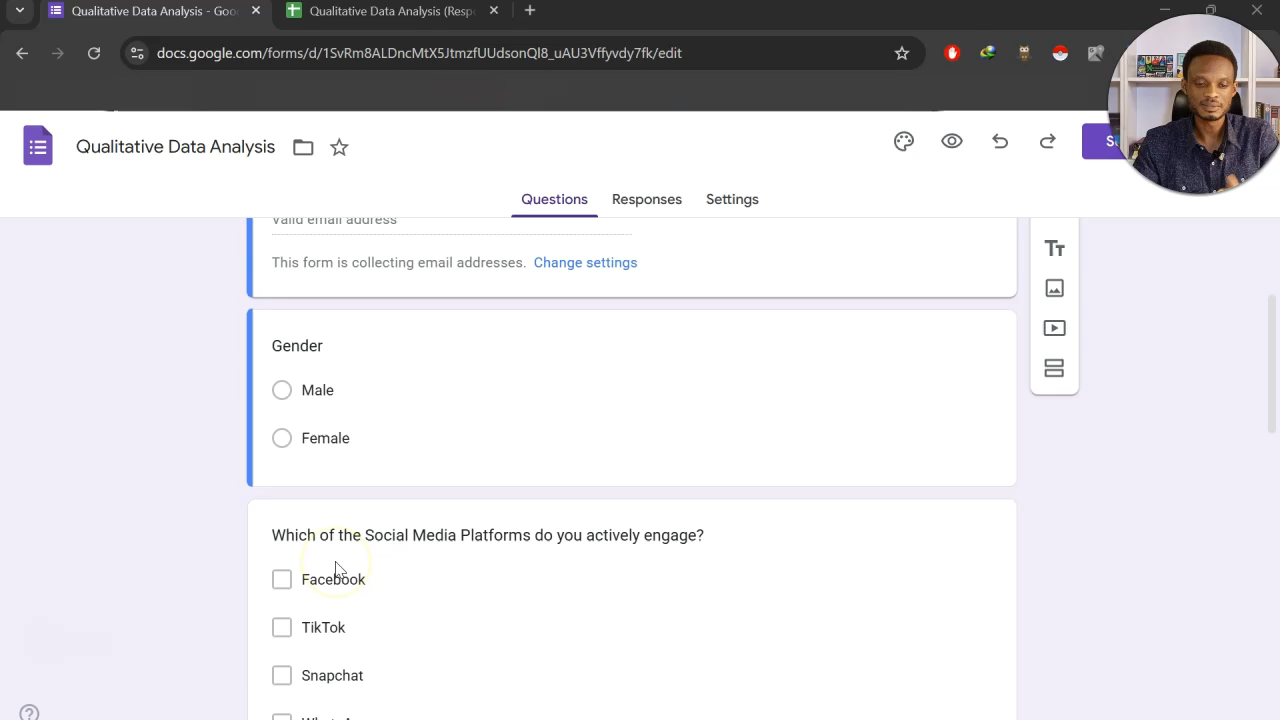 Qualitative Data Analysis - Goo
Qualitative Data Analysis (Resp
docs.google.com/forms/d/1SvRm8ALDncMtX5JtmzfUUdsonQl8_uAU3Vffyvdy7fk/edit
Qualitative Data Analysis
Questions
Responses
Settings
Valid email address
This form is collecting email addresses. Change settings
Gender
Male
Female
Which of the Social Media Platforms do you actively engage?
Facebook
TikTok
Snapchat